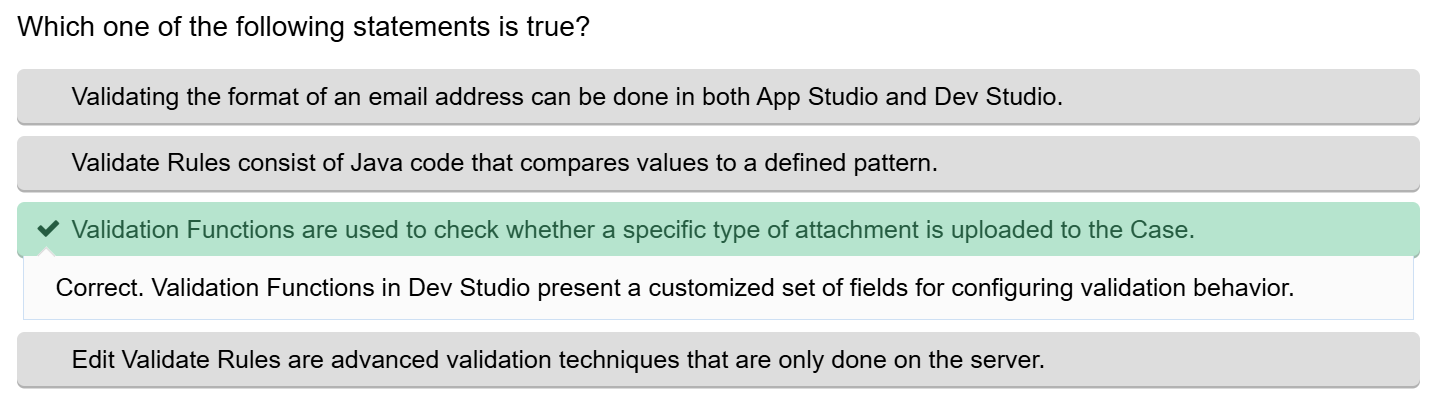 Which one of the following statements is true?
Validating the format of an email address can be done in both App Studio and Dev Studio.
Validate Rules consist of Java code that compares values to a defined pattern.
Validation Functions are used to check whether a specific type of attachment is uploaded to the Case.
Correct. Validation Functions in Dev Studio present a customized set of fields for configuring validation behavior.
Edit Validate Rules are advanced validation techniques that are only done on the server.